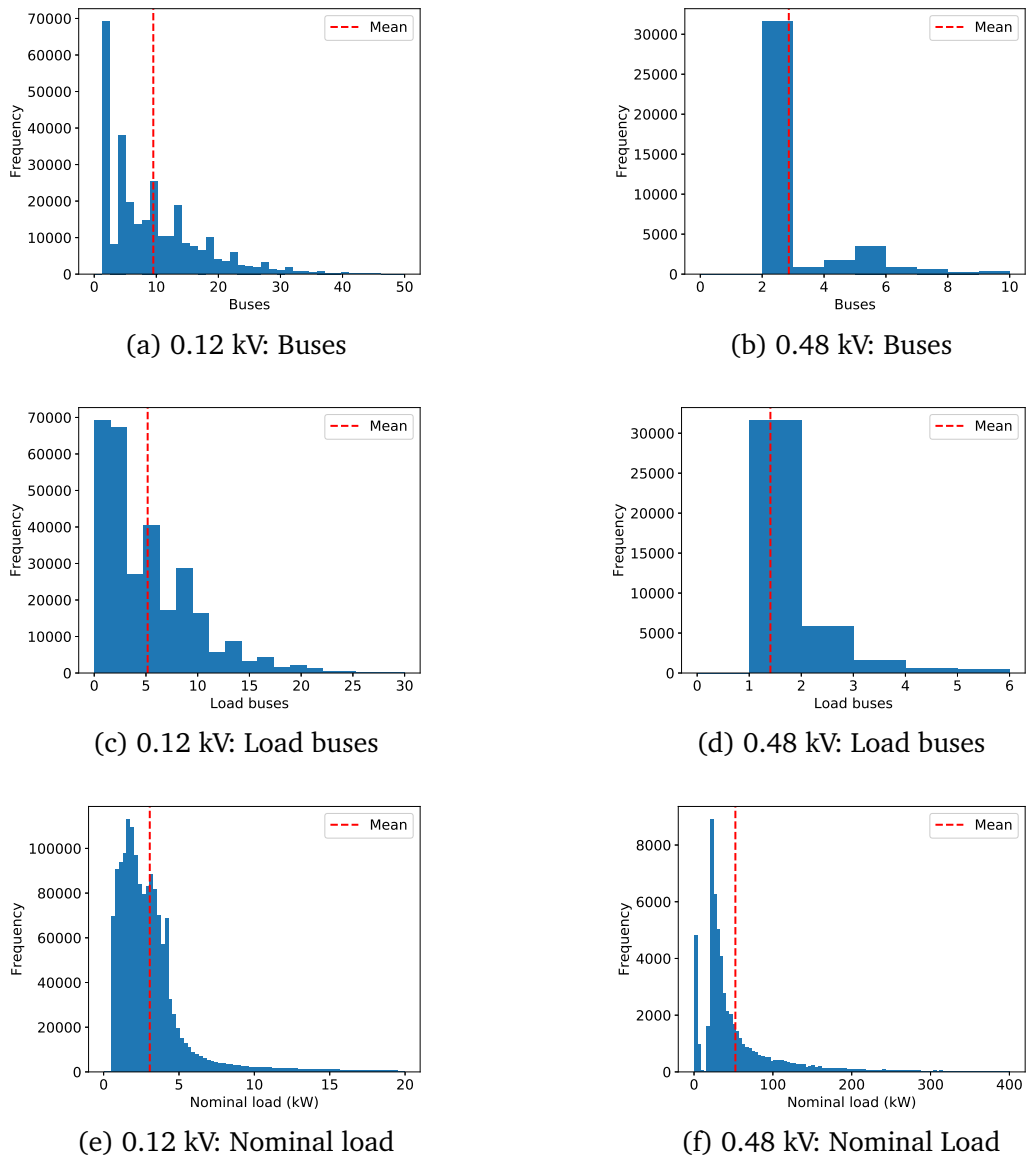 70000
60000
50000
40000
30000
20000
10000
0
Frequency
0 10 20 30 40 50
Buses
Mean
(a) 0.12 kV: Buses
30000
25000
20000
15000
10000
5000
0
Frequency
0 2 4 6 8 10
Buses
Mean
(b) 0.48 kV: Buses
70000
60000
50000
40000
30000
20000
10000
0
Frequency
0 5 10 15 20 25 30
Load buses
Mean
(c) 0.12 kV: Load buses
30000
25000
20000
15000
10000
5000
0
Frequency
0 1 2 3 4 5 6
Load buses
Mean
(d) 0.48 kV: Load buses
100000
80000
60000
40000
20000
0
Frequency
0 5 10 15 20
Nominal load (kW)
Mean
(e) 0.12 kV: Nominal load
8000
6000
4000
2000
0
Frequency
0 100 200 300 400
Nominal load (kW)
Mean
(f) 0.48 kV: Nominal Load